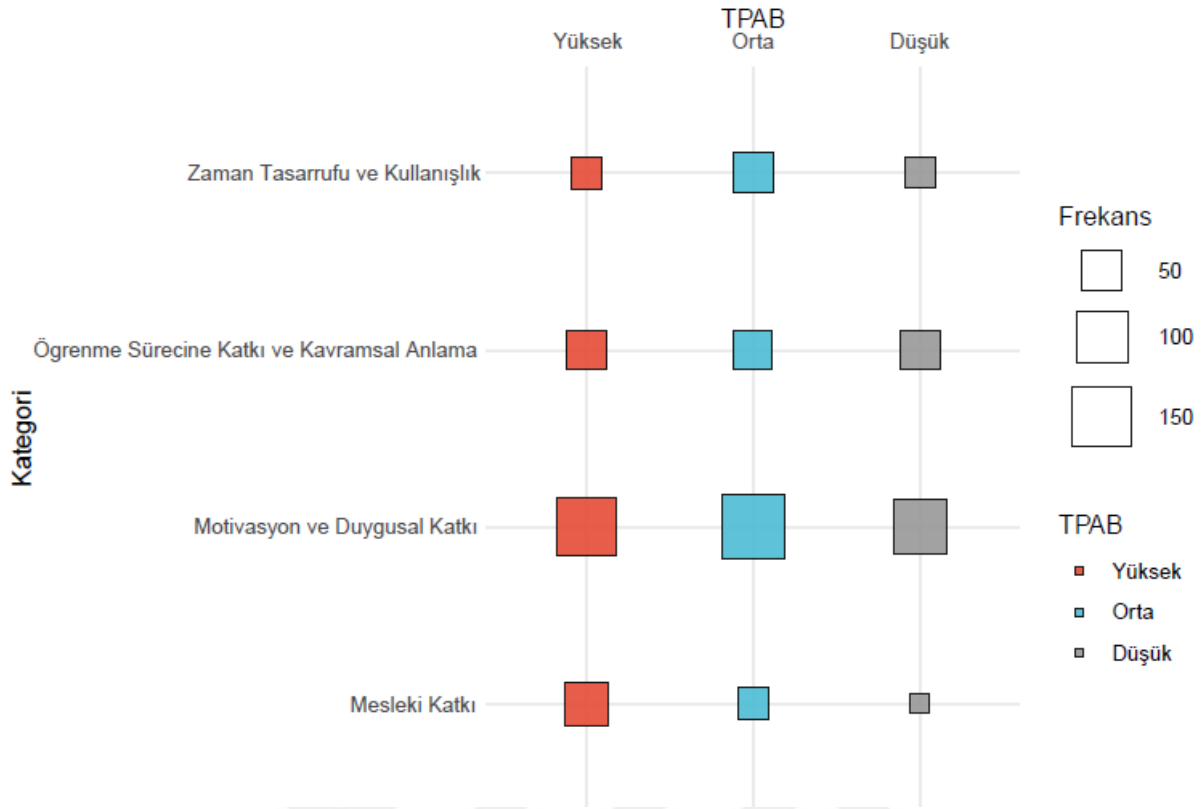 TPAB
Yüksek Orta Düşük
Zaman Tasarrufu ve Kullanışlık
Ögrenme Sürecine Katkı ve Kavramsal Anlama
Motivasyon ve Duygusal Katkı
Mesleki Katkı
Kategori
Frekans
50
100
150
TPAB
Yüksek
Orta
Düşük